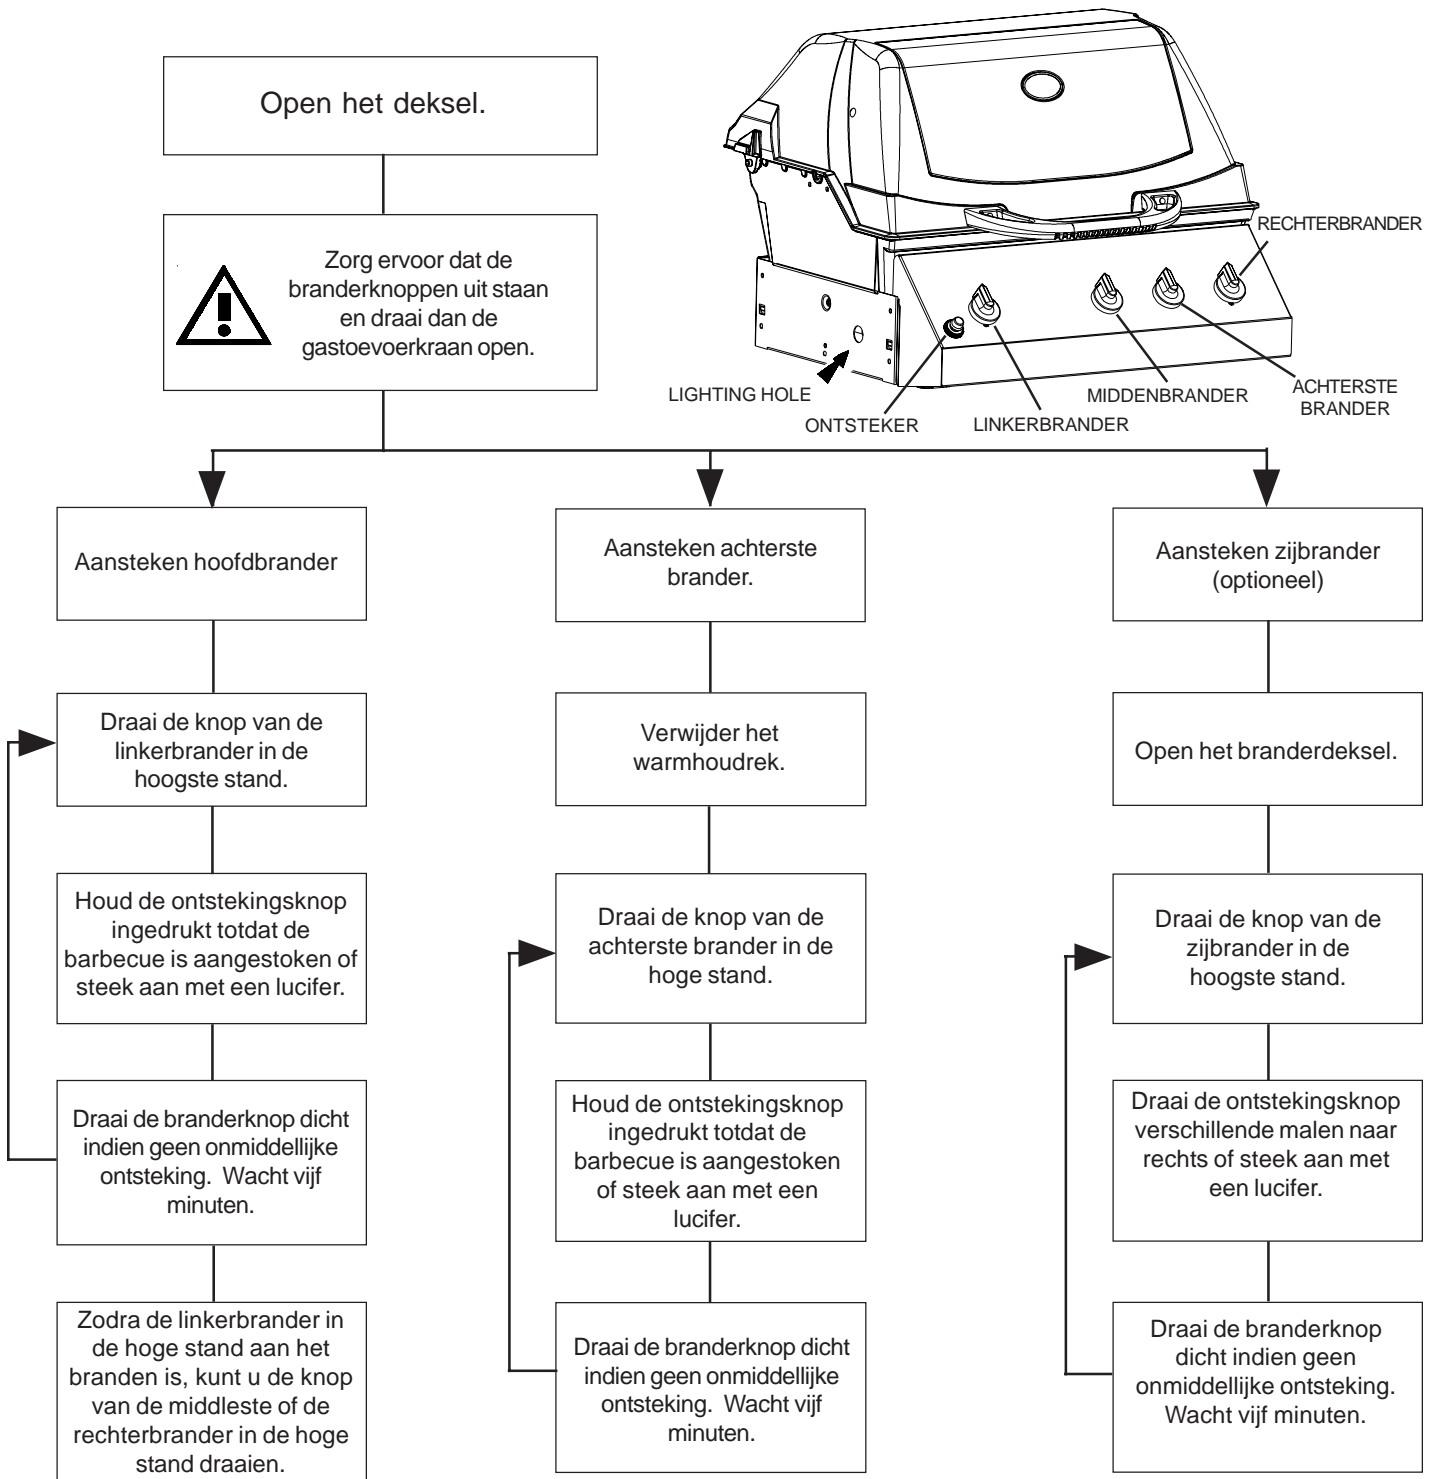 Open het deksel.
Zorg ervoor dat de
branderknoppen uit staan
en draai dan de
gastoevoerkraan open.
RECHTERBRANDER
LIGHTING HOLE
ONTSTEKER
LINKERBRANDER
MIDDENBRANDER
ACHTERSTE
BRANDER
Aansteken hoofdbrander
Draai de knop van de
linkerbrander in de
hoogste stand.
Houd de ontstekingsknop
ingedrukt totdat de
barbecue is aangestoken of
steek aan met een lucifer.
Draai de branderknop dicht
indien geen onmiddellijke
ontsteking. Wacht vijf
minuten.
Zodra de linkerbrander in
de hoge stand aan het
branden is, kunt u de knop
van de middleste of de
rechterbrander in de hoge
stand draaien.
Aansteken achterste
brander.
Verwijder het
warmhoudrek.
Draai de knop van de
achterste brander in de
hoge stand.
Houd de ontstekingsknop
ingedrukt totdat de
barbecue is aangestoken
of steek aan met een
lucifer.
Draai de branderknop dicht
indien geen onmiddellijke
ontsteking. Wacht vijf
minuten.
Aansteken zijbrander
(optioneel)
Open het branderdeksel.
Draai de knop van de
zijbrander in de
hoogste stand.
Draai de ontstekingsknop
verschillende malen naar
rechts of steek aan met
een lucifer.
Draai de branderknop
dicht indien geen
onmiddellijke ontsteking.
Wacht vijf minuten.